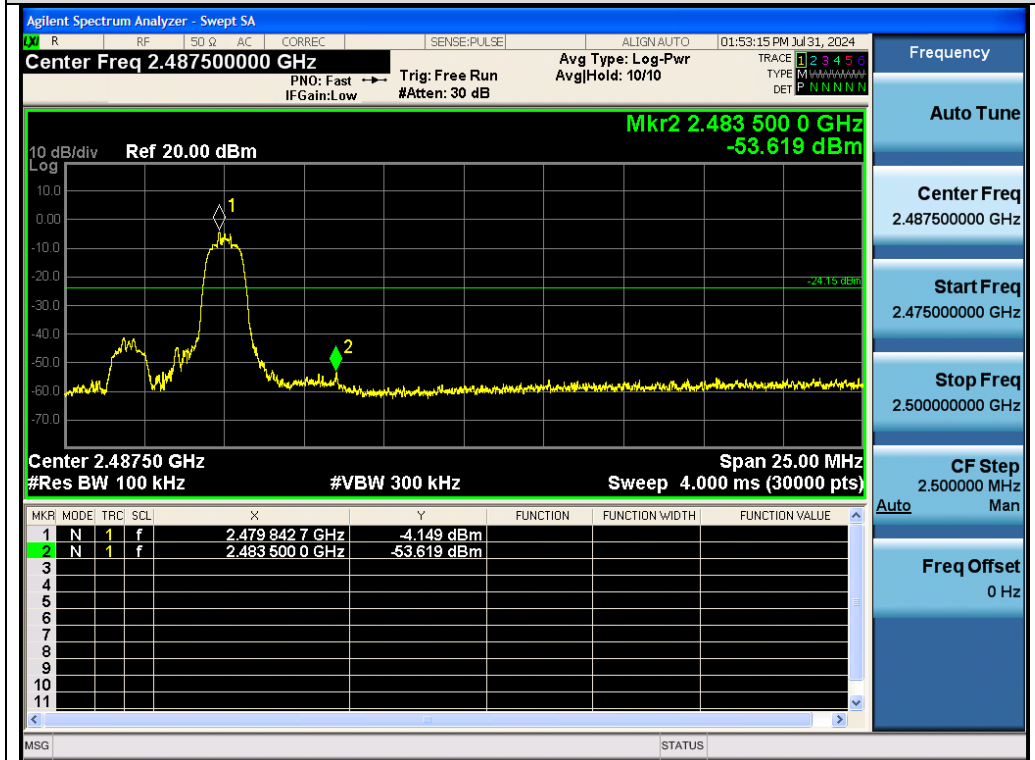 Agilent Spectrum Analyzer - Swept SA
LXI R RF 50 Ω AC CORREC SENSE:PULSE ALIGN AUTO 01:53:15 PM Jul 31, 2024
Center Freq 2.487500000 GHz
PNO: Fast
IFGain:Low
Trig: Free Run
#Atten: 30 dB
Avg Type: Log-Pwr
Avg|Hold: 10/10
TRACE 1 2 3 4 5 6
TYPE M W W W W W
DET P N N N N N
Mkr2 2.483 500 0 GHz
-53.619 dBm
10 dB/div Ref 20.00 dBm
Log
10.0
0.00
-10.0
-20.0
-30.0
-40.0
-50.0
-60.0
-70.0
1
2
-24.15 dBm
Center 2.48750 GHz Span 25.00 MHz
#Res BW 100 kHz #VBW 300 kHz Sweep 4.000 ms (30000 pts)
MKR MODE TRC SCL X Y FUNCTION FUNCTION WIDTH FUNCTION VALUE
1 N 1 f 2.479 842 7 GHz -4.149 dBm
2 N 1 f 2.483 500 0 GHz -53.619 dBm
3
4
5
6
7
8
9
10
11
MSG STATUS
Frequency
Auto Tune
Center Freq
2.487500000 GHz
Start Freq
2.475000000 GHz
Stop Freq
2.500000000 GHz
CF Step
2.500000 MHz
Auto Man
Freq Offset
0 Hz